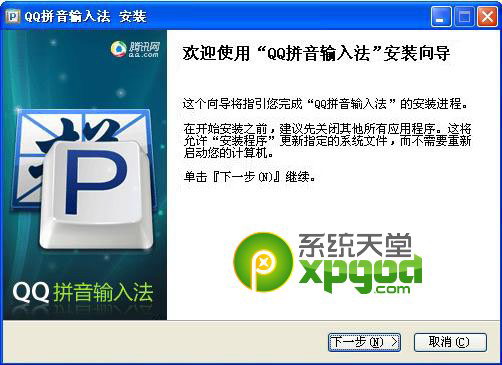 QQ拼音输入法 安装
腾讯网
QQ.com
欢迎使用“QQ拼音输入法”安装向导
这个向导将指引您完成“QQ拼音输入法”的安装进程。
在开始安装之前，建议先关闭其他所有应用程序。这将
允许“安装程序”更新指定的系统文件，而不需要重新
启动您的计算机。
单击『下一步(N)』继续。
拼
P
QQ拼音输入法
系统天堂
xpgod
.com
下一步(N) >
取消(C)